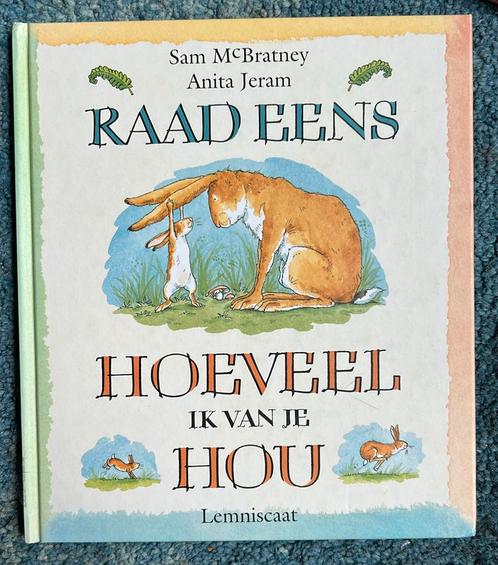 Sam McBratney
Anita Jeram
RAAD EENS
HOEVEEL
IK VAN JE
HOU
Lemniscaat